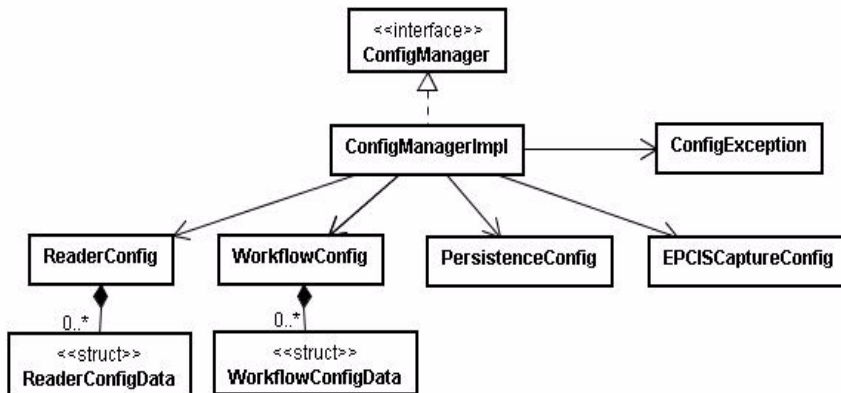 <<interface>>
ConfigManager
ConfigManagerImpl
ConfigException
ReaderConfig
WorkflowConfig
PersistenceConfig
EPCISCaptureConfig
0..*
0..*
<<struct>>
ReaderConfigData
<<struct>>
WorkflowConfigData